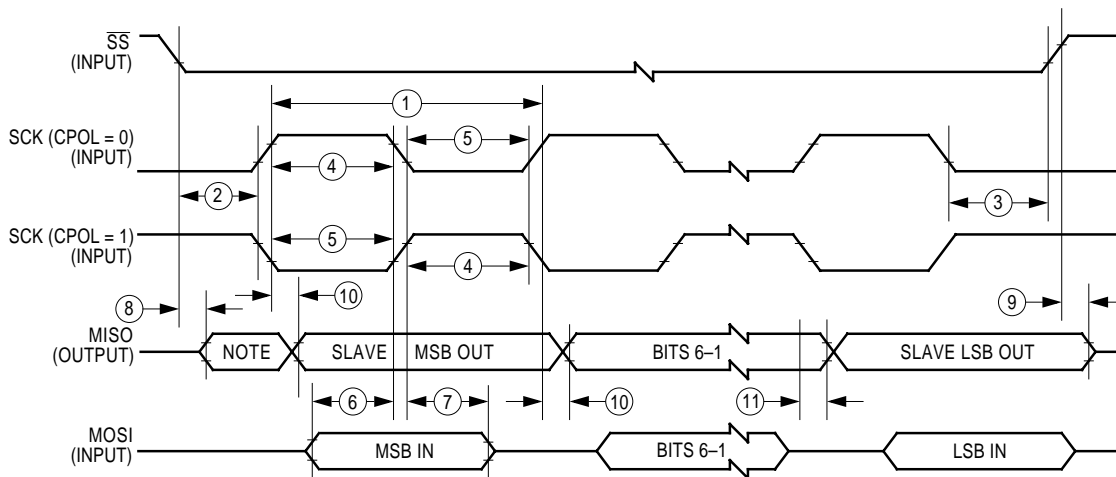 SS
(INPUT)
1
SCK (CPOL = 0)
(INPUT)
5
4
2
3
SCK (CPOL = 1)
(INPUT)
5
4
8
10
9
MISO
(OUTPUT)
NOTE
SLAVE
MSB OUT
BITS 6–1
SLAVE LSB OUT
6
7
10
11
MOSI
(INPUT)
MSB IN
BITS 6–1
LSB IN